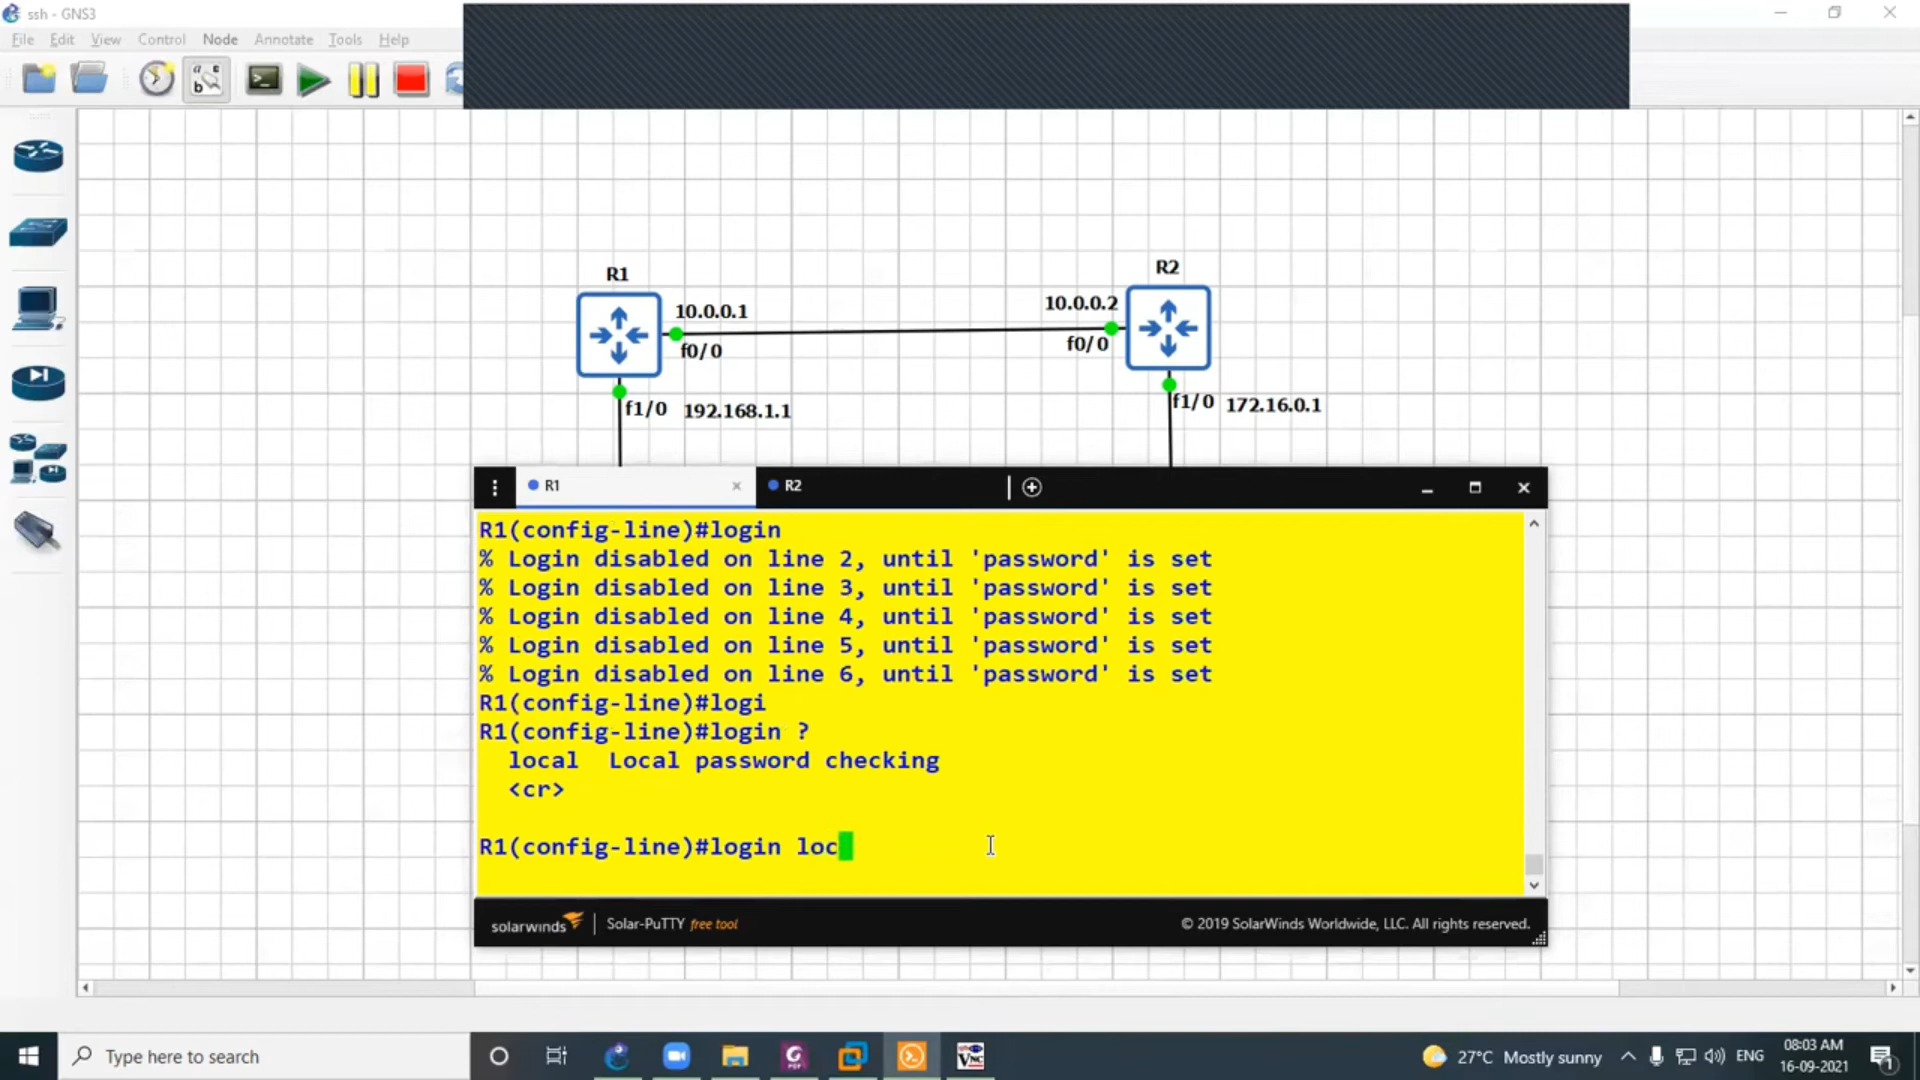 ssh - GNS3
File Edit View Control Node Annotate Tools Help
R1
R2
10.0.0.1
10.0.0.2
f0/0
f0/0
f1/0 192.168.1.1
f1/0 172.16.0.1
R1
R2
R1(config-line)#login
% Login disabled on line 2, until 'password' is set
% Login disabled on line 3, until 'password' is set
% Login disabled on line 4, until 'password' is set
% Login disabled on line 5, until 'password' is set
% Login disabled on line 6, until 'password' is set
R1(config-line)#logi
R1(config-line)#login ?
local Local password checking
<cr>
R1(config-line)#login loc
solarwinds Solar-PuTTY free tool © 2019 SolarWinds Worldwide, LLC. All rights reserved.
Type here to search
27°C Mostly sunny
ENG
08:03 AM
16-09-2021